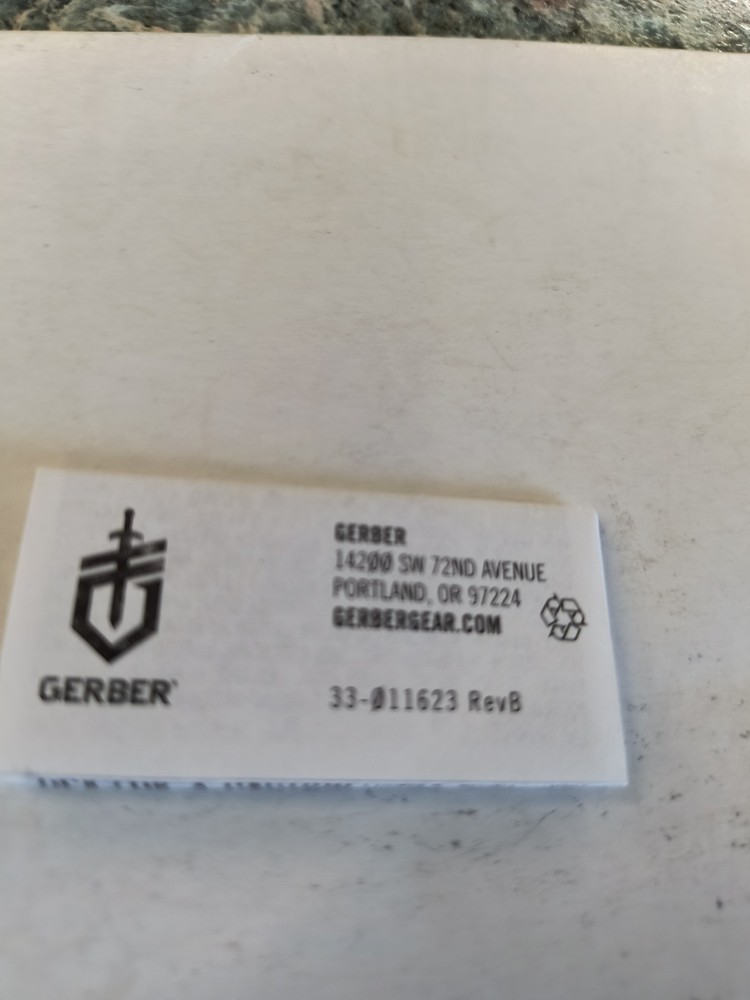 GERBER
14200 SW 72ND AVENUE
PORTLAND, OR 97224
GERBERGEAR.COM
GERBER
33-011623 RevB